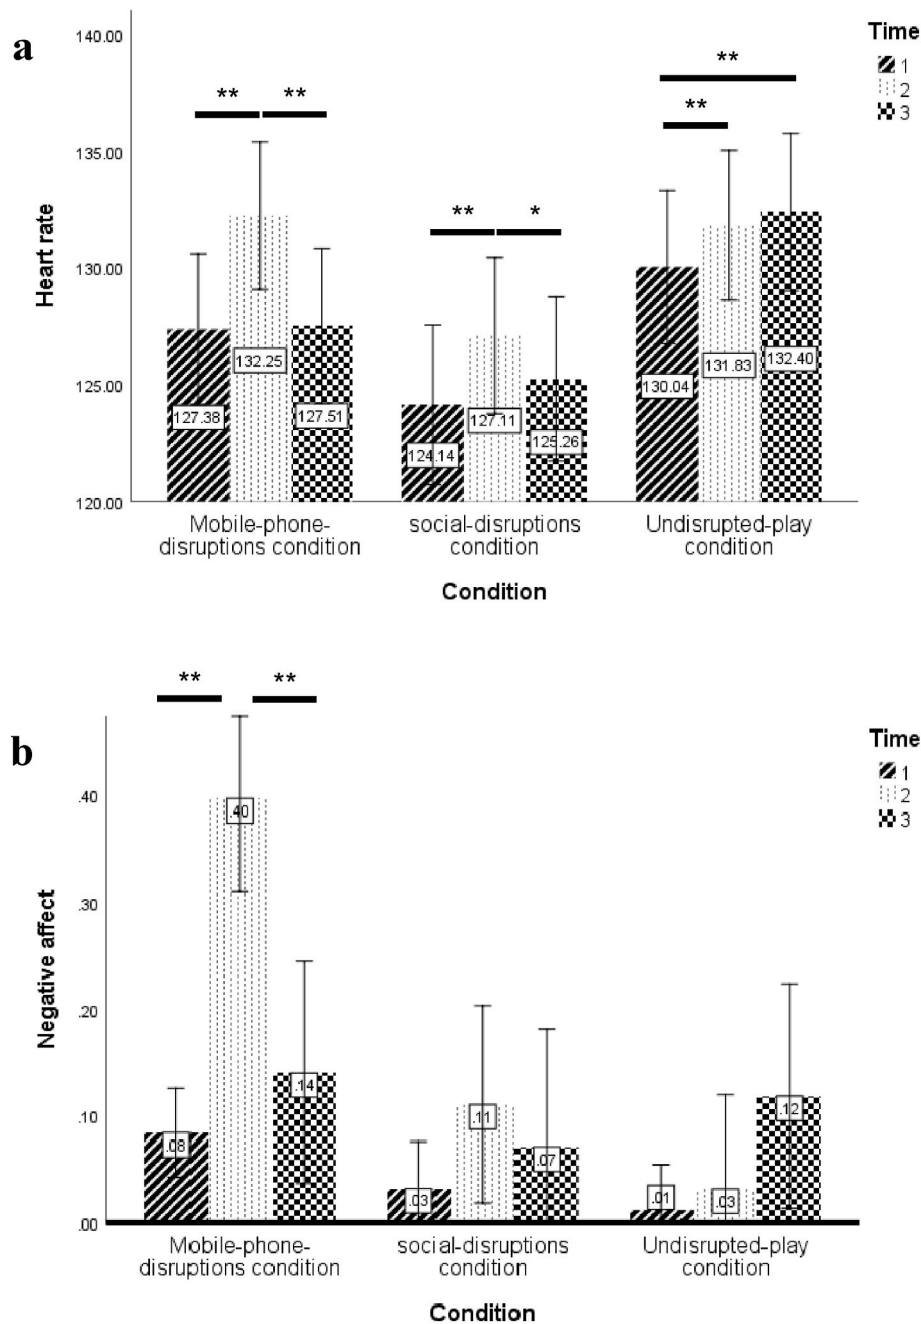 a
Time
1
2
3
140.00
135.00
130.00
125.00
120.00
Heart rate
** **
** *
**
**
127.38
132.25
127.51
124.14
127.11
125.26
130.04
131.83
132.40
Mobile-phone-
disruptions condition
social-disruptions
condition
Undisrupted-play
condition
Condition
b
Time
1
2
3
** **
.40
.30
.20
.10
.00
Negative affect
.08
.40
.14
.03
.11
.07
.01
.03
.12
Mobile-phone-
disruptions condition
social-disruptions
condition
Undisrupted-play
condition
Condition